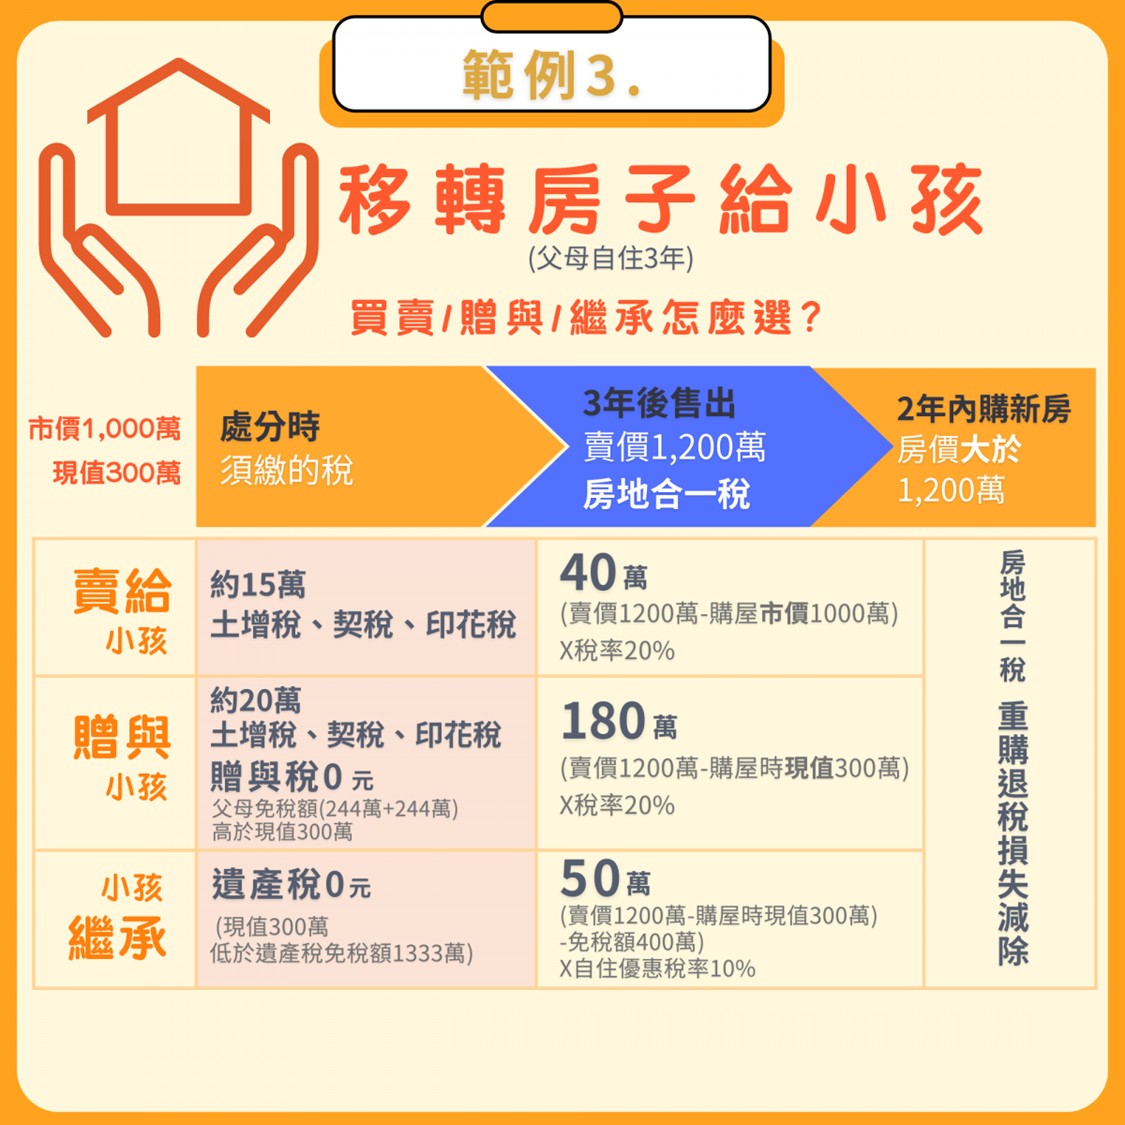 範例3.
移轉房子給小孩
(父母自住3年)
買賣/贈與/繼承怎麼選?
市價1,000萬
現值300萬
處分時
須繳的稅
3年後售出
賣價1,200萬
房地合一稅
2年內購新房
房價大於
1,200萬
賣給
小孩
約15萬
土增稅、契稅、印花稅
40萬
(賣價1200萬-購屋市價1000萬)
X稅率20%
贈與
小孩
約20萬
土增稅、契稅、印花稅
贈與稅0元
父母免稅額(244萬+244萬)
高於現值300萬
180萬
(賣價1200萬-購屋時現值300萬)
X稅率20%
小孩
繼承
遺產稅0元
(現值300萬
低於遺產稅免稅額1333萬)
50萬
(賣價1200萬-購屋時現值300萬)
-免稅額400萬)
X自住優惠稅率10%
房地合一稅 重購退稅損失減除